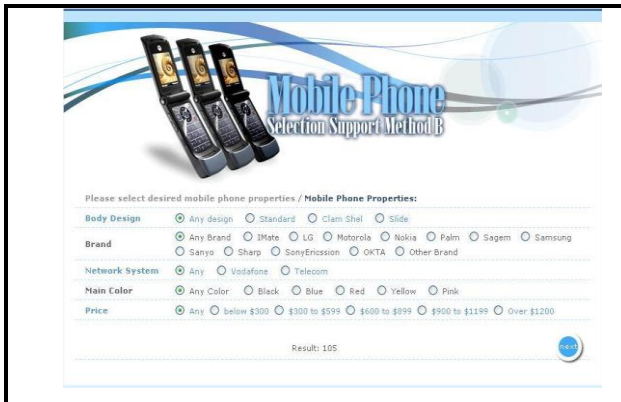 Mobile Phone
Selection Support Method B
Please select desired mobile phone properties / Mobile Phone Properties:
Body Design Any design Standard Clam Shel Slide
Brand Any Brand IMate LG Motorola Nokia Palm Sagem Samsung
Sanyo Sharp SonyEricssion OKTA Other Brand
Network System Any Vodafone Telecom
Main Color Any Color Black Blue Red Yellow Pink
Price Any below $300 $300 to $599 $600 to $899 $900 to $1199 Over $1200
Result: 105
next